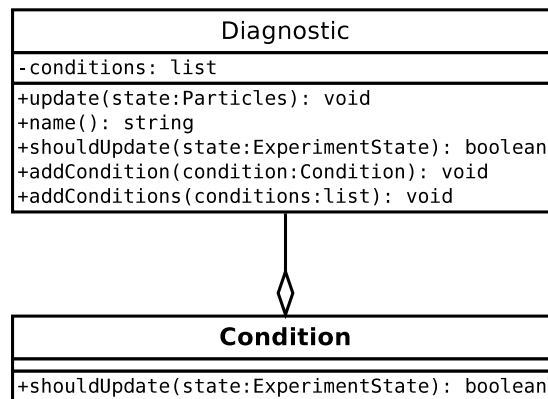 Diagnostic
-conditions: list
+update(state:Particles): void
+name(): string
+shouldUpdate(state:ExperimentState): boolean
+addCondition(condition:Condition): void
+addConditions(conditions:list): void
Condition
+shouldUpdate(state:ExperimentState): boolean